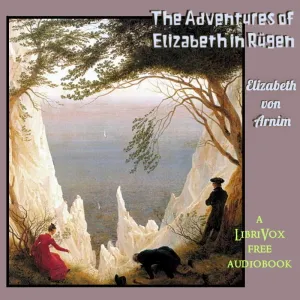 The Adventures of
Elizabeth in Rügen
Elizabeth
von
Arnim
A
LibriVox
free
audiobook